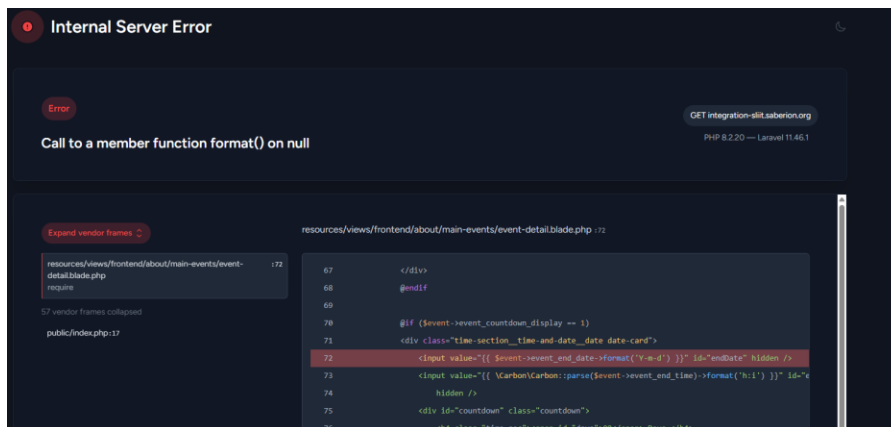 Internal Server Error
Error
Call to a member function format() on null
GET integration-sliit.saberion.org
PHP 8.2.20 — Laravel 11.46.1
Expand vendor frames
resources/views/frontend/about/main-events/event-detail.blade.php :72
require
57 vendor frames collapsed
public/index.php:17
resources/views/frontend/about/main-events/event-detail.blade.php :72
67 </div>
68 @endif
69
70 @if ($event->event_countdown_display == 1)
71 <div class="time-section__time-and-date__date date-card">
72 <input value="{{ $event->event_end_date->format('Y-m-d') }}" id="endDate" hidden />
73 <input value="{{ \Carbon\Carbon::parse($event->event_end_time)->format('h:i') }}" id="e
74 hidden />
75 <div id="countdown" class="countdown">